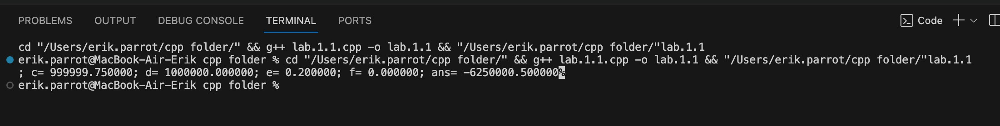 PROBLEMS OUTPUT DEBUG CONSOLE TERMINAL PORTS Code
cd "/Users/erik.parrot/cpp folder/" && g++ lab.1.1.cpp -o lab.1.1 && "/Users/erik.parrot/cpp folder/"lab.1.1
erik.parrot@MacBook-Air-Erik cpp folder % cd "/Users/erik.parrot/cpp folder/" && g++ lab.1.1.cpp -o lab.1.1 && "/Users/erik.parrot/cpp folder/"lab.1.1
; c= 999999.750000; d= 1000000.000000; e= 0.200000; f= 0.000000; ans= -6250000.500000%
erik.parrot@MacBook-Air-Erik cpp folder %